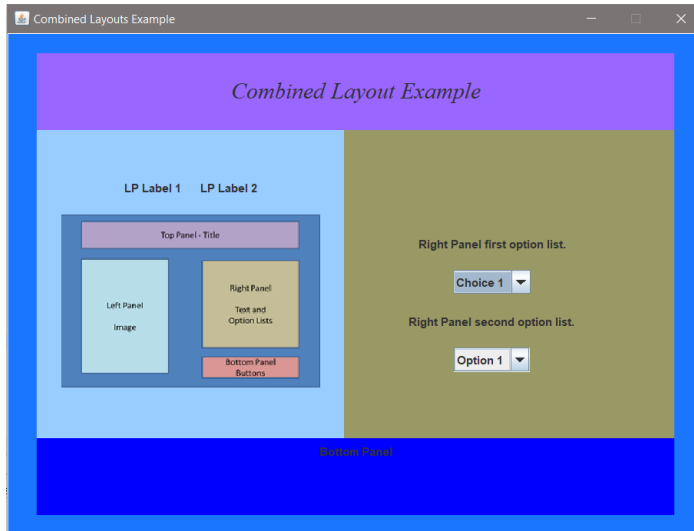 Combined Layouts Example
Combined Layout Example
LP Label 1 LP Label 2
Top Panel - Title
Left Panel
Image
Right Panel
Text and
Option Lists
Bottom Panel
Buttons
Right Panel first option list.
Choice 1
Right Panel second option list.
Option 1
Bottom Panel